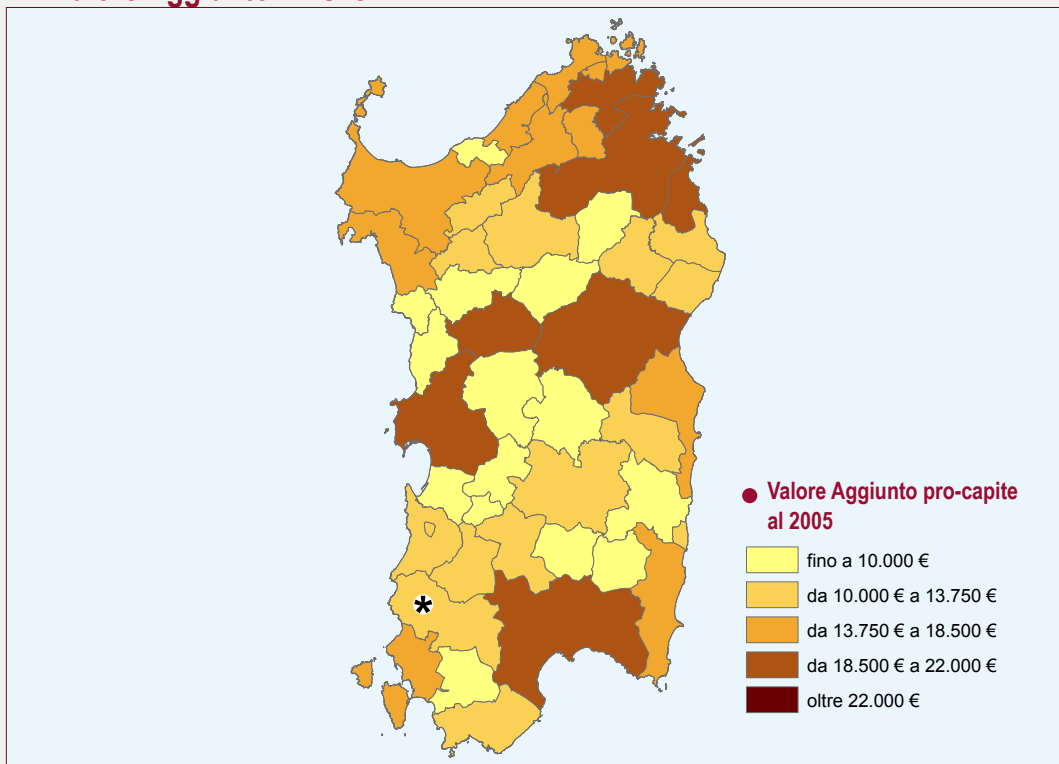 Valore Aggiunto pro-capite
al 2005
fino a 10.000 €
da 10.000 € a 13.750 €
da 13.750 € a 18.500 €
da 18.500 € a 22.000 €
oltre 22.000 €
*